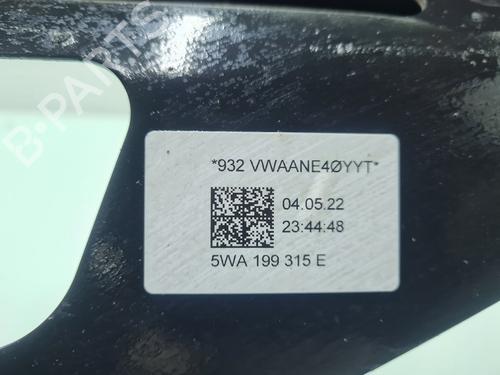 B-PARTS
*932 VWAANE4ØYYT*
04.05.22
23:44:48
5WA 199 315 E